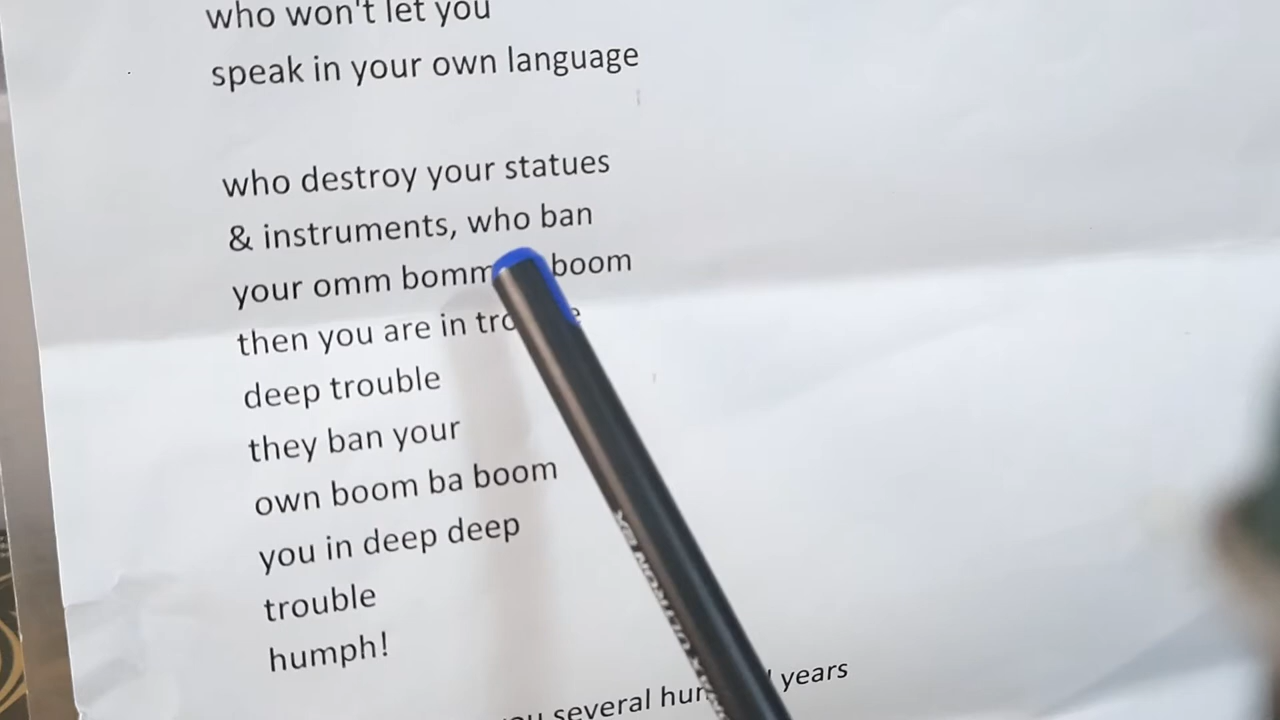 who won't let you
speak in your own language
who destroy your statues
& instruments, who ban
your omm bomm boom
then you are in
deep trouble
they ban your
own boom ba boom
you in deep deep
trouble
humph!
several years